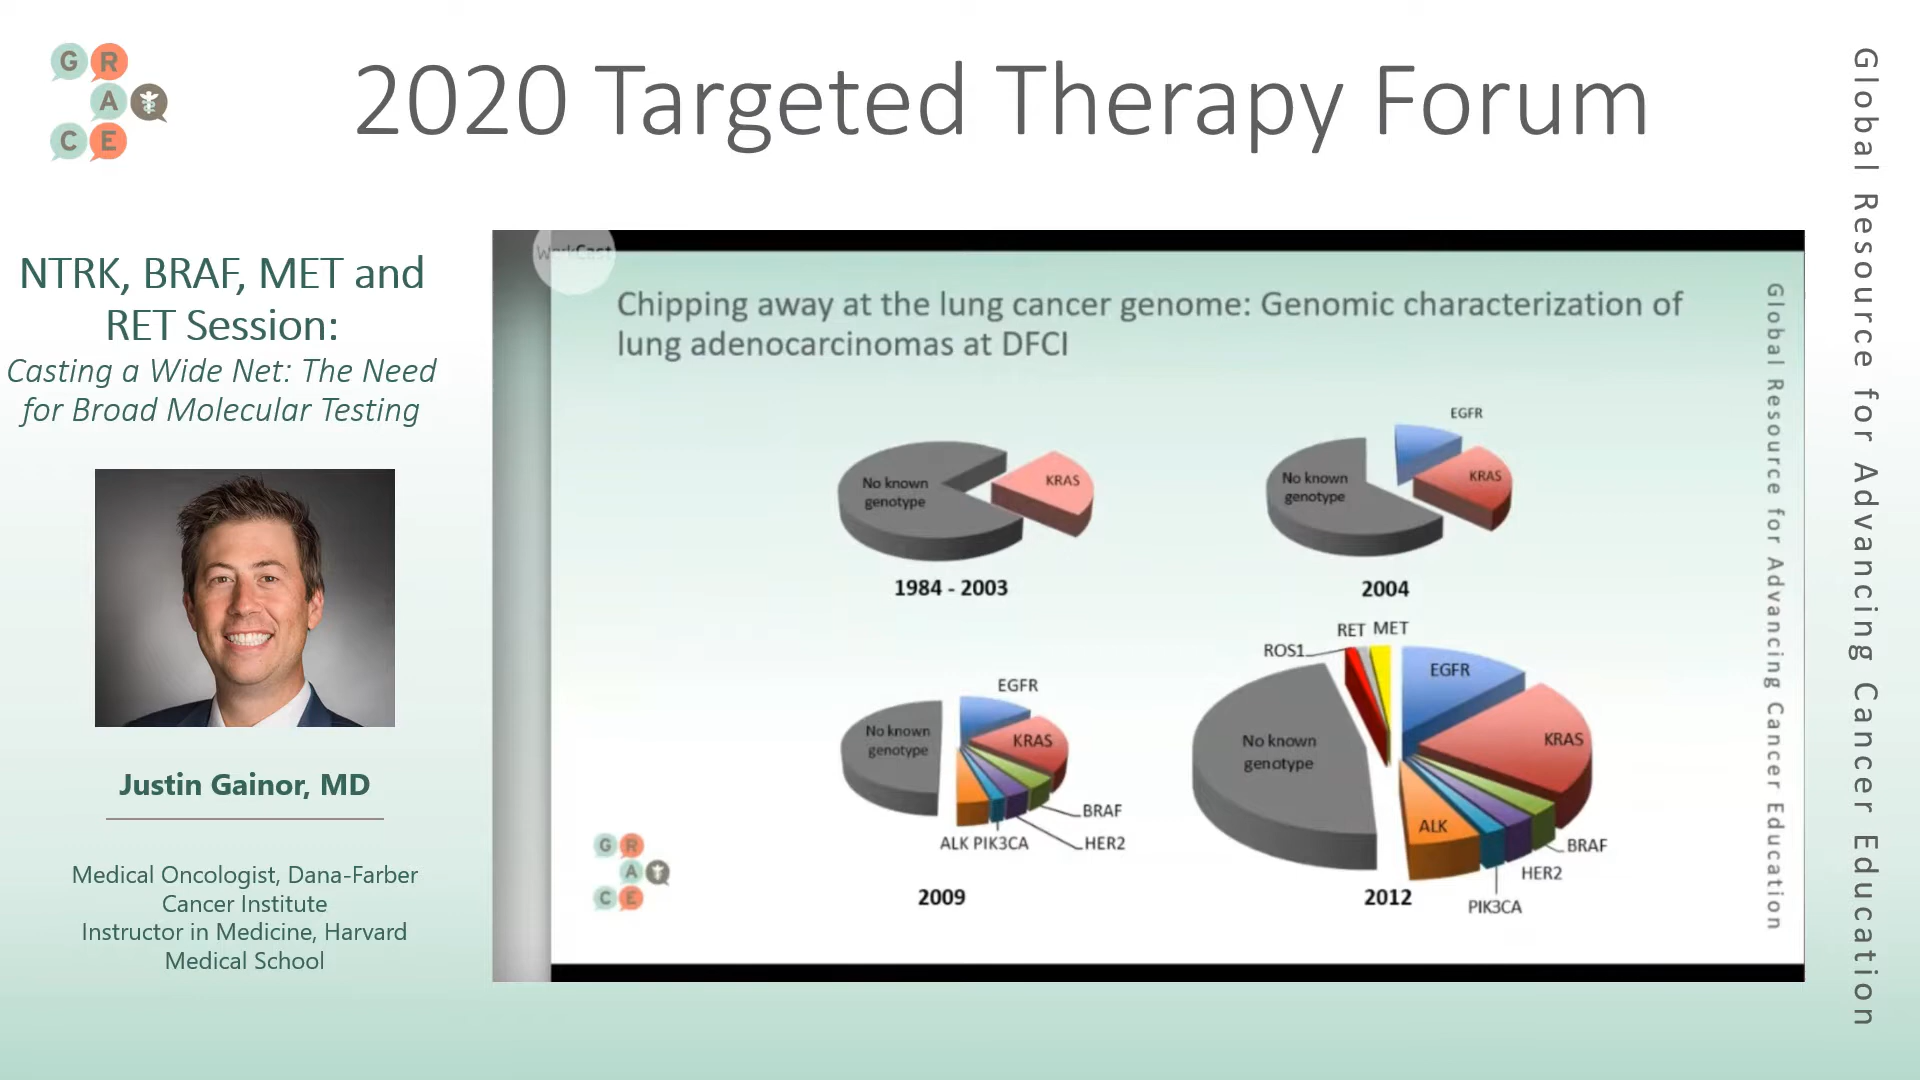 G R
A
C E
2020 Targeted Therapy Forum
Global Resource for Advancing Cancer Education
NTRK, BRAF, MET and
RET Session:
Casting a Wide Net: The Need
for Broad Molecular Testing
Justin Gainor, MD
Medical Oncologist, Dana-Farber
Cancer Institute
Instructor in Medicine, Harvard
Medical School
WorkCast
Chipping away at the lung cancer genome: Genomic characterization of
lung adenocarcinomas at DFCI
No known
genotype
KRAS
1984 - 2003
EGFR
No known
genotype
KRAS
2004
EGFR
No known
genotype
KRAS
BRAF
ALK PIK3CA
HER2
2009
RET MET
ROS1
EGFR
No known
genotype
KRAS
ALK
BRAF
HER2
PIK3CA
2012
G R
A
C E
Global Resource for Advancing Cancer Education